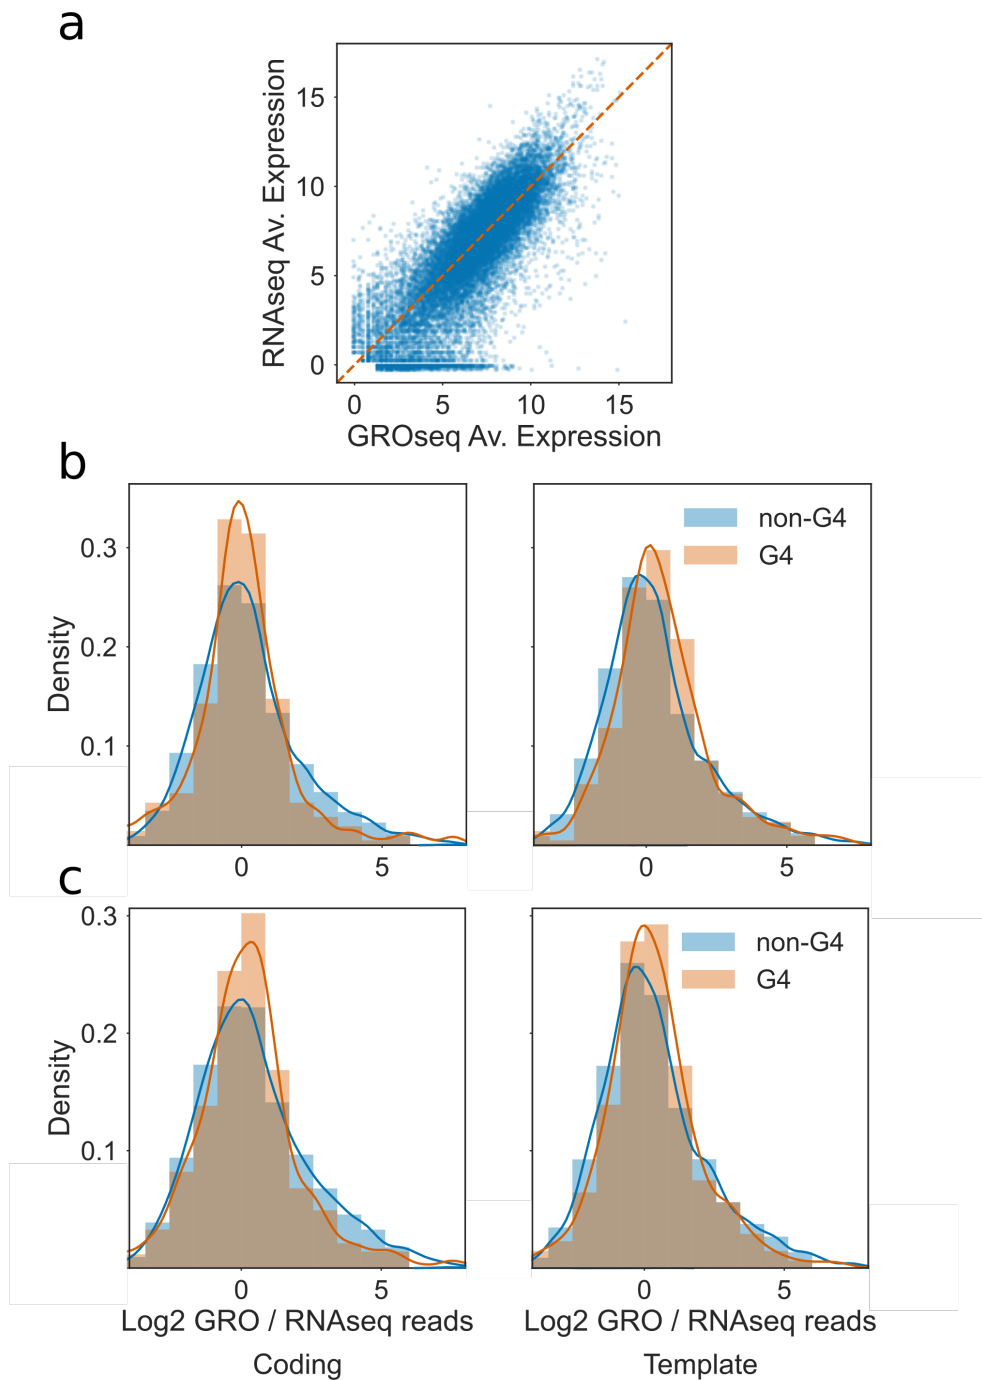 a
RNAseq Av. Expression
15
10
5
0
0 5 10 15
GROseq Av. Expression
b
Density
0.3
0.2
0.1
0 5
non-G4
G4
0 5
c
Density
0.3
0.2
0.1
0 5
Log2 GRO / RNAseq reads
Coding
non-G4
G4
0 5
Log2 GRO / RNAseq reads
Template